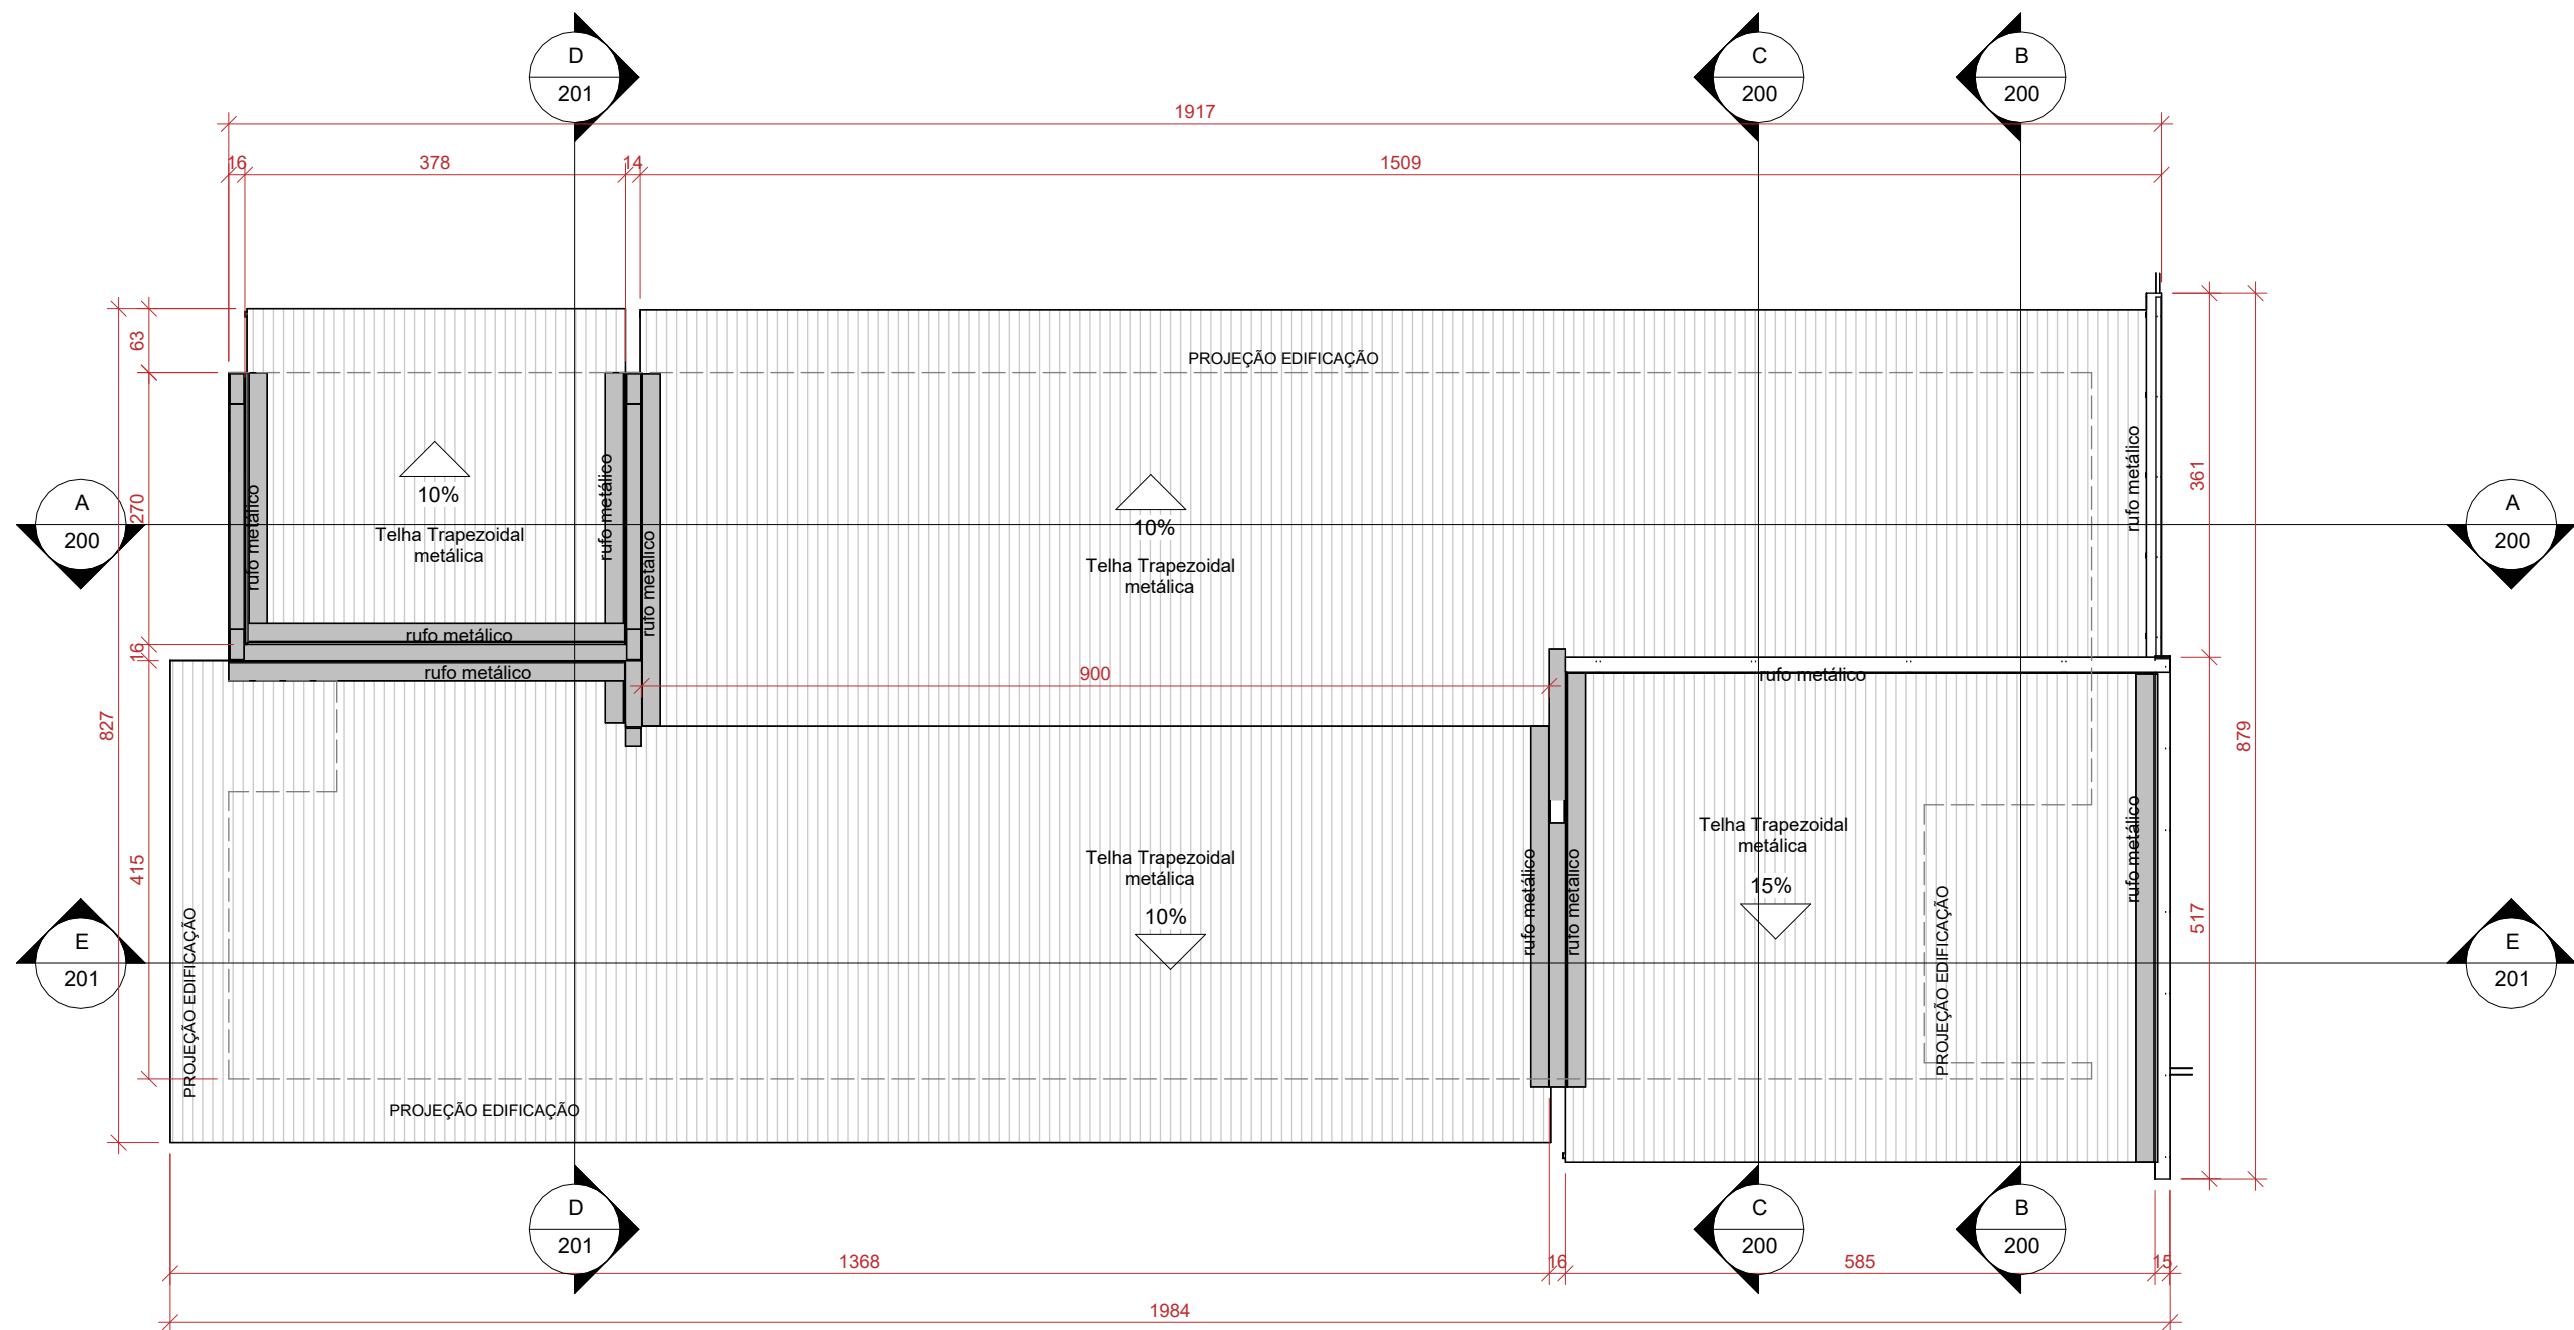 D
201
C
200
B
200
1917
16
378
14
1509
PROJEÇÃO EDIFICAÇÃO
63
270
16
415
827
361
517
879
A
200
A
200
10%
Telha Trapezoidal
metálica
10%
Telha Trapezoidal
metálica
rufo metálico
rufo metálico
rufo metálico
rufo metálico
rufo metálico
rufo metálico
900
rufo metálico
Telha Trapezoidal
metálica
10%
Telha Trapezoidal
metálica
15%
rufo metálico
rufo metálico
rufo metálico
PROJEÇÃO EDIFICAÇÃO
PROJEÇÃO EDIFICAÇÃO
PROJEÇÃO EDIFICAÇÃO
E
201
E
201
D
201
C
200
B
200
1368
16
585
15
1984